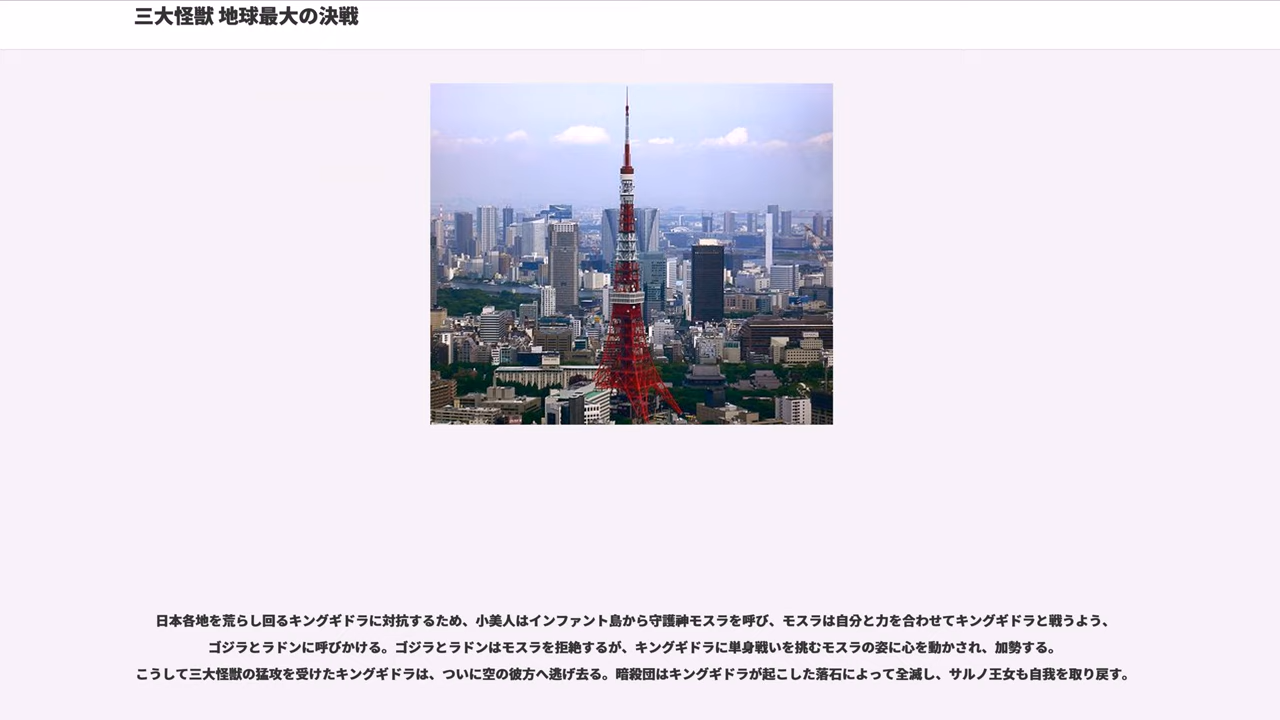 三大怪獣 地球最大の決戦
日本各地を荒らし回るキングギドラに対抗するため、小美人はインファント島から守護神モスラを呼び、モスラは自分と力を合わせてキングギドラと戦うよう、
ゴジラとラドンに呼びかける。ゴジラとラドンはモスラを拒絶するが、キングギドラに単身戦いを挑むモスラの姿に心を動かされ、加勢する。
こうして三大怪獣の猛攻を受けたキングギドラは、ついに空の彼方へ逃げ去る。暗殺団はキングギドラが起こした落石によって全滅し、サルノ王女も自我を取り戻す。